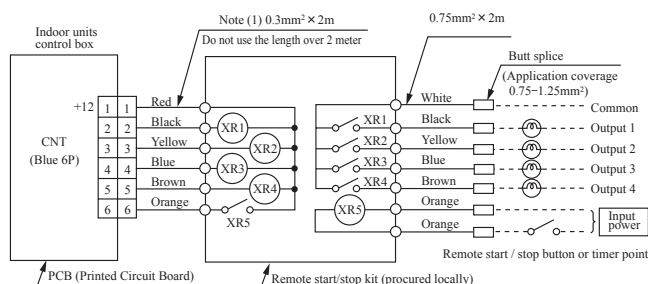 Note (1) 0.3mm² × 2m
Do not use the length over 2 meter
0.75mm² × 2m
Indoor units
control box
Butt splice
(Application coverage
0.75−1.25mm²)
+12 1 1 Red White Common
2 2 Black XR1 XR1 Black Output 1
CNT
(Blue 6P)
3 3 Yellow XR2 XR2 Yellow Output 2
4 4 Blue XR3 XR3 Blue Output 3
5 5 Brown XR4 XR4 Brown Output 4
6 6 Orange XR5 XR5 Orange
Orange
Input
power
Remote start / stop button or timer point
PCB (Printed Circuit Board)
Remote start/stop kit (procured locally)